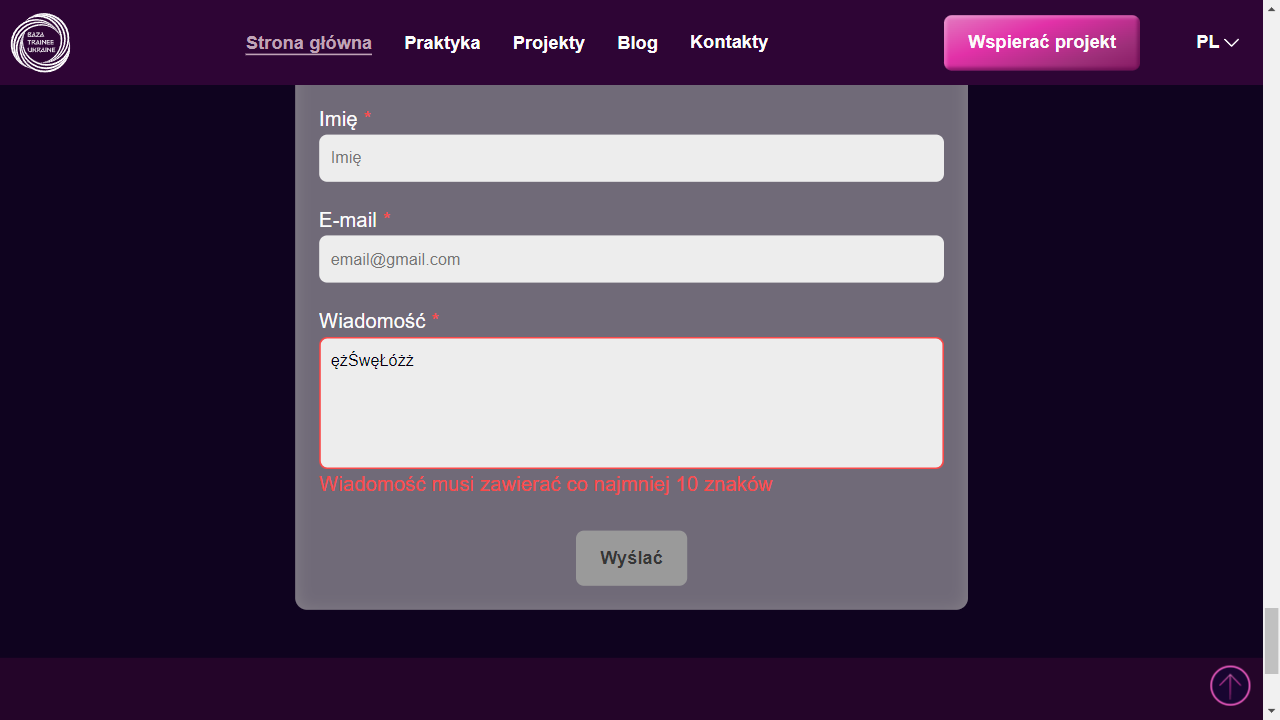 BAZA
TRAINEE
UKRAINE
Strona główna
Praktyka
Projekty
Blog
Kontakty
Wspierać projekt
PL
Imię *
Imię
E-mail *
email@gmail.com
Wiadomość *
ężŚwęŁóżż
Wiadomość musi zawierać co najmniej 10 znaków
Wyślać